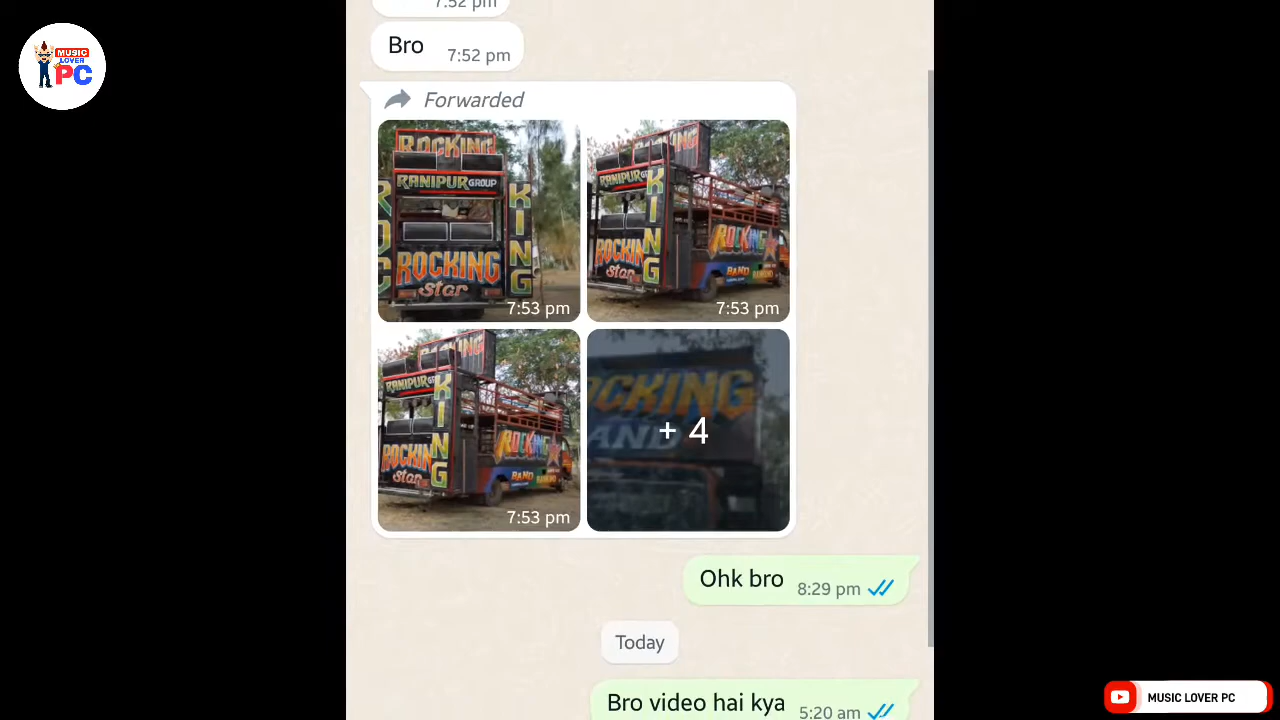 7:52 pm
MUSIC
LOVER
PC
Bro
7:52 pm
Forwarded
ROCKING
RANIPUR GROUP
KING
ROCKING
Star
7:53 pm
RANIPUR
KING
ROCKING
Star
ROCKING
BAND
7:53 pm
RANIPUR
KING
ROCKING
Star
ROCKING
BAND
7:53 pm
OCKING
AND
+ 4
Ohk bro
8:29 pm
Today
Bro video hai kya
5:20 am
MUSIC LOVER PC